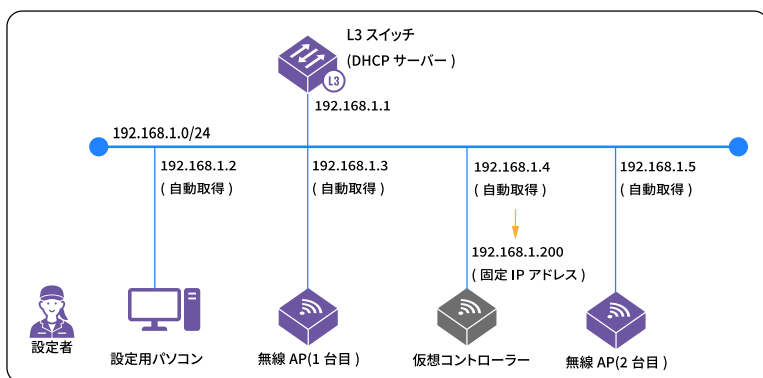 L3 スイッチ
(DHCP サーバー )
L3
192.168.1.1
192.168.1.0/24
192.168.1.2
( 自動取得 )
192.168.1.3
( 自動取得 )
192.168.1.4
( 自動取得 )
192.168.1.5
( 自動取得 )
192.168.1.200
( 固定 IP アドレス )
設定者
設定用パソコン
無線 AP(1 台目 )
仮想コントローラー
無線 AP(2 台目 )